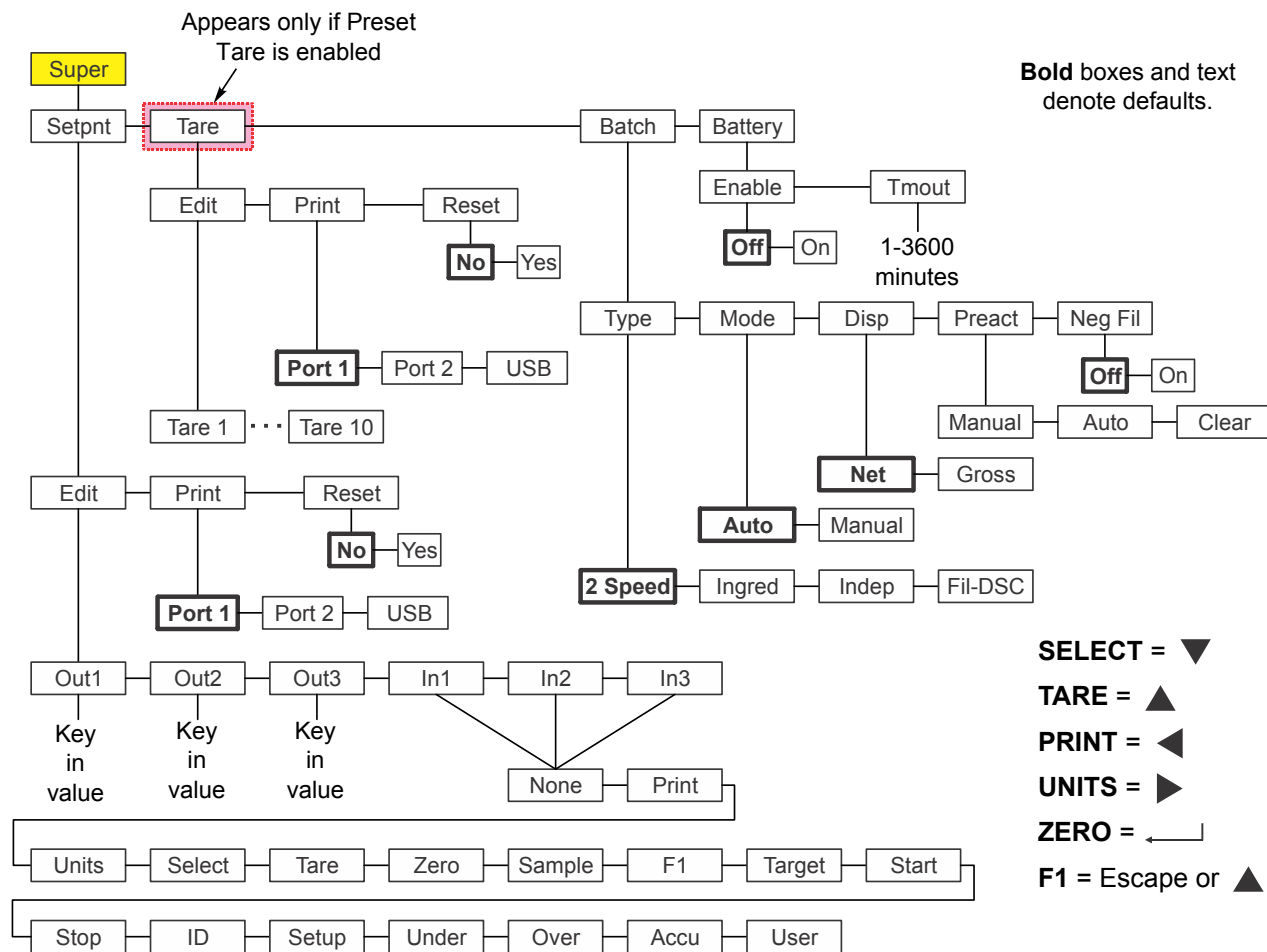 Appears only if Preset
Tare is enabled
Super
Bold boxes and text
denote defaults.
Setpnt
Tare
Batch
Battery
Edit
Print
Reset
Enable
Tmout
No
Yes
Off
On
1-3600
minutes
Type
Mode
Disp
Preact
Neg Fil
Port 1
Port 2
USB
Off
On
Tare 1
Tare 10
Manual
Auto
Clear
Net
Gross
Edit
Print
Reset
Auto
Manual
No
Yes
2 Speed
Ingred
Indep
Fil-DSC
Port 1
Port 2
USB
Out1
Out2
Out3
In1
In2
In3
Key
in
value
Key
in
value
Key
in
value
None
Print
Units
Select
Tare
Zero
Sample
F1
Target
Start
Stop
ID
Setup
Under
Over
Accu
User
SELECT = ▼
TARE = ▲
PRINT = ◀
UNITS = ▶
ZERO = ↵
F1 = Escape or ▲